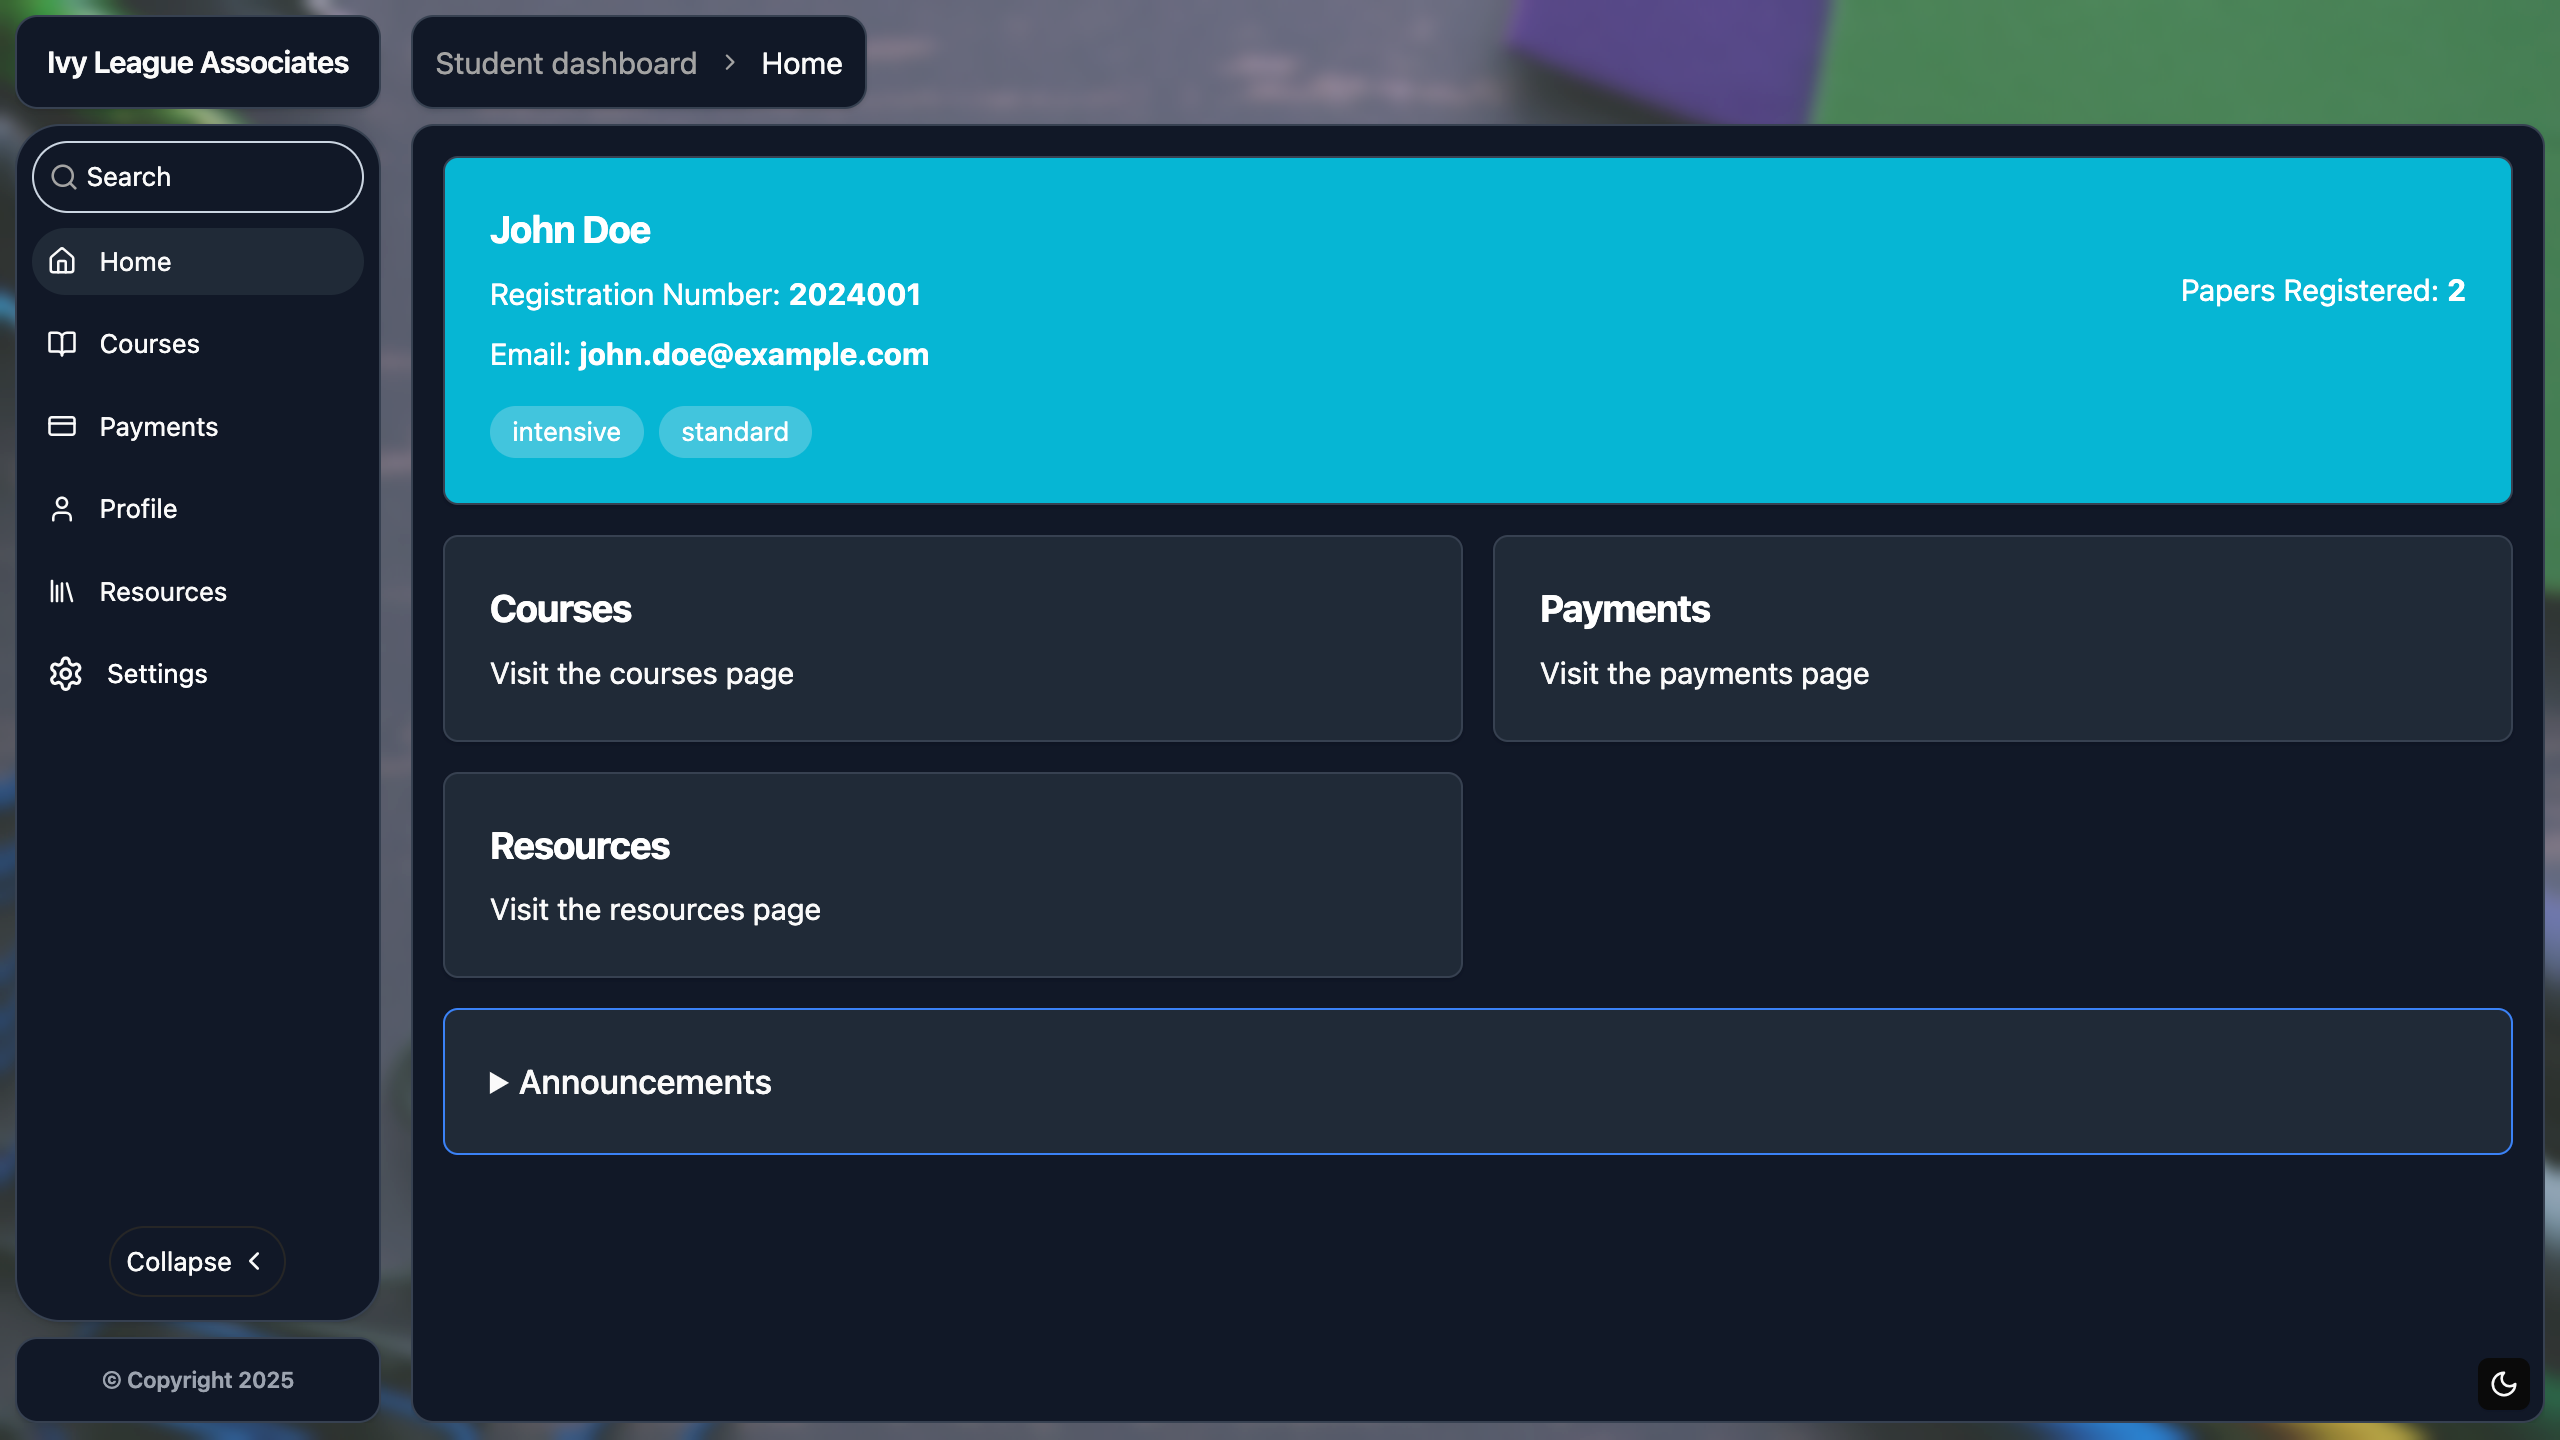 Ivy League Associates
Student dashboard > Home
Search
Home
Courses
Payments
Profile
Resources
Settings
Collapse
© Copyright 2025
John Doe
Registration Number: 2024001
Email: john.doe@example.com
intensive standard
Papers Registered: 2
Courses
Visit the courses page
Payments
Visit the payments page
Resources
Visit the resources page
Announcements